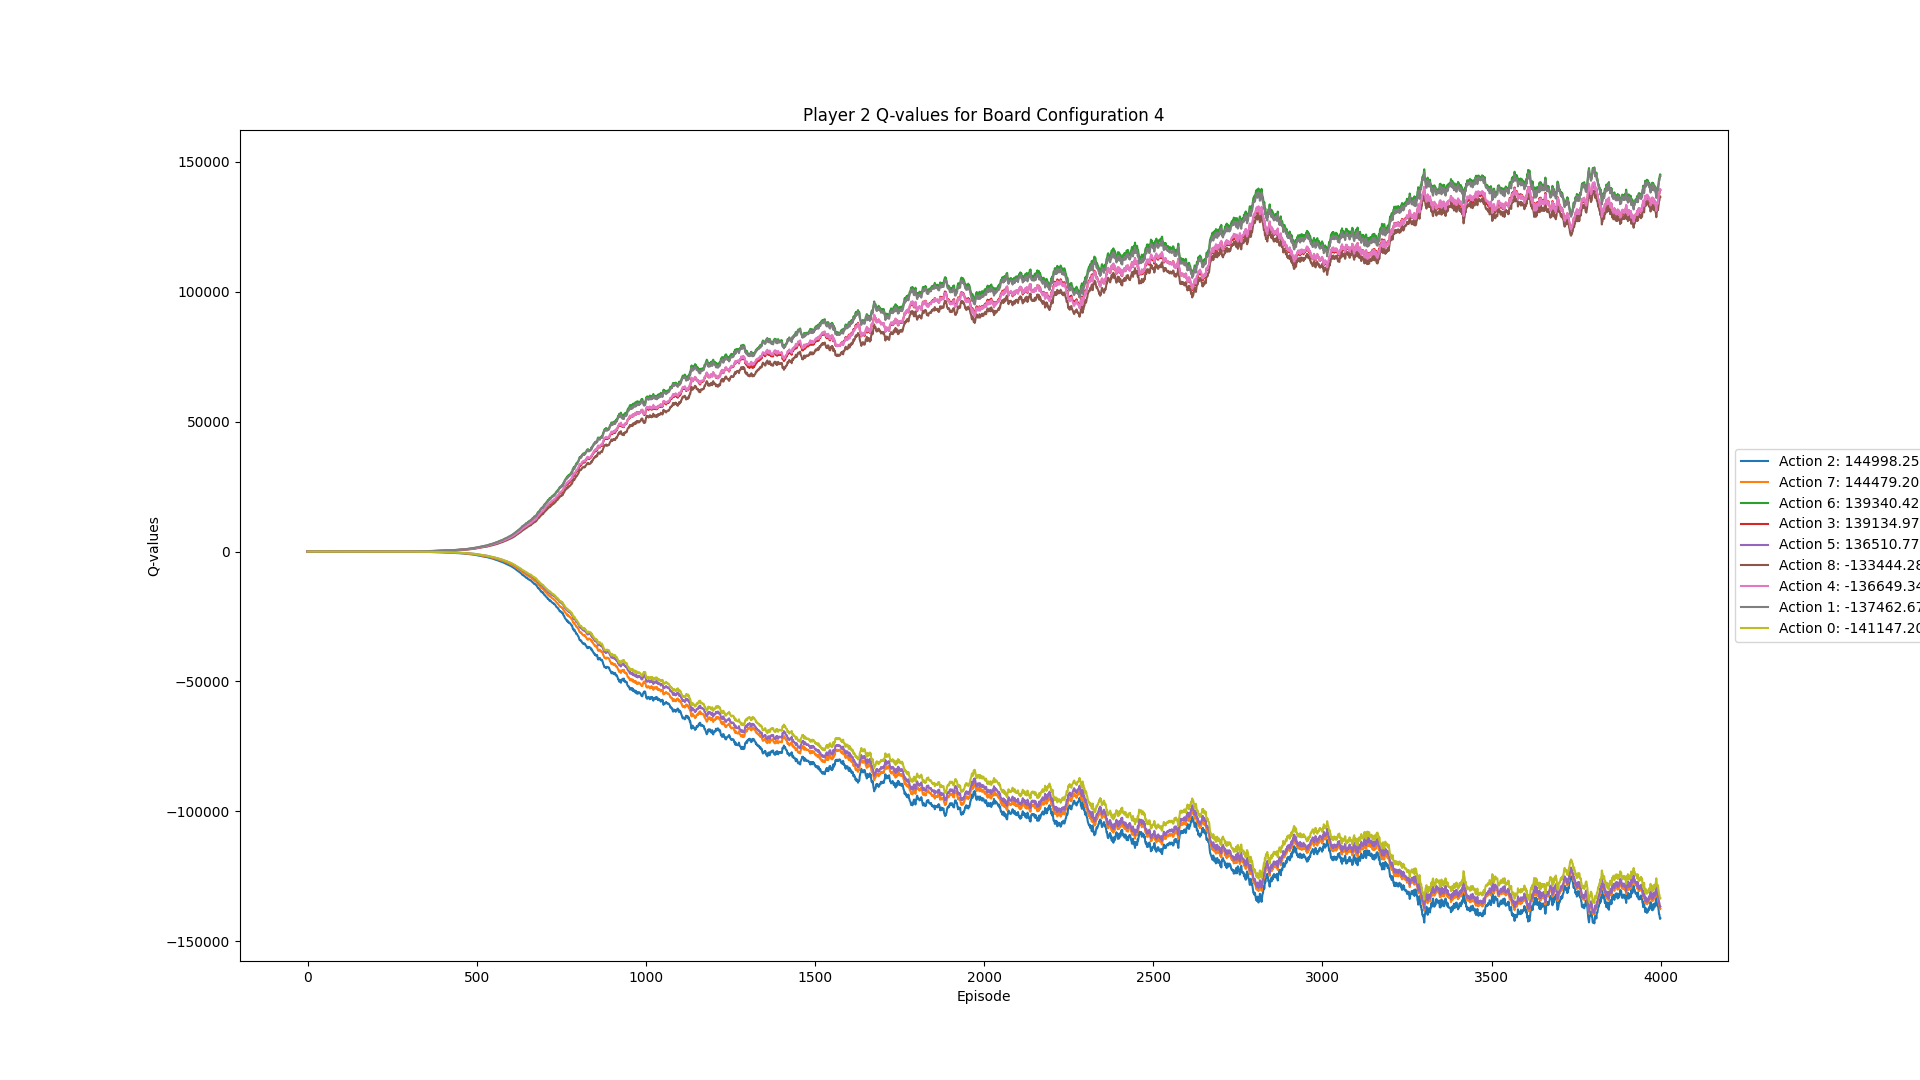 Player 2 Q-values for Board Configuration 4
150000
100000
50000
0
−50000
−100000
−150000
Q-values
0 500 1000 1500 2000 2500 3000 3500 4000
Episode
Action 2: 144998.25
Action 7: 144479.20
Action 6: 139340.42
Action 3: 139134.97
Action 5: 136510.77
Action 8: -133444.28
Action 4: -136649.34
Action 1: -137462.67
Action 0: -141147.20